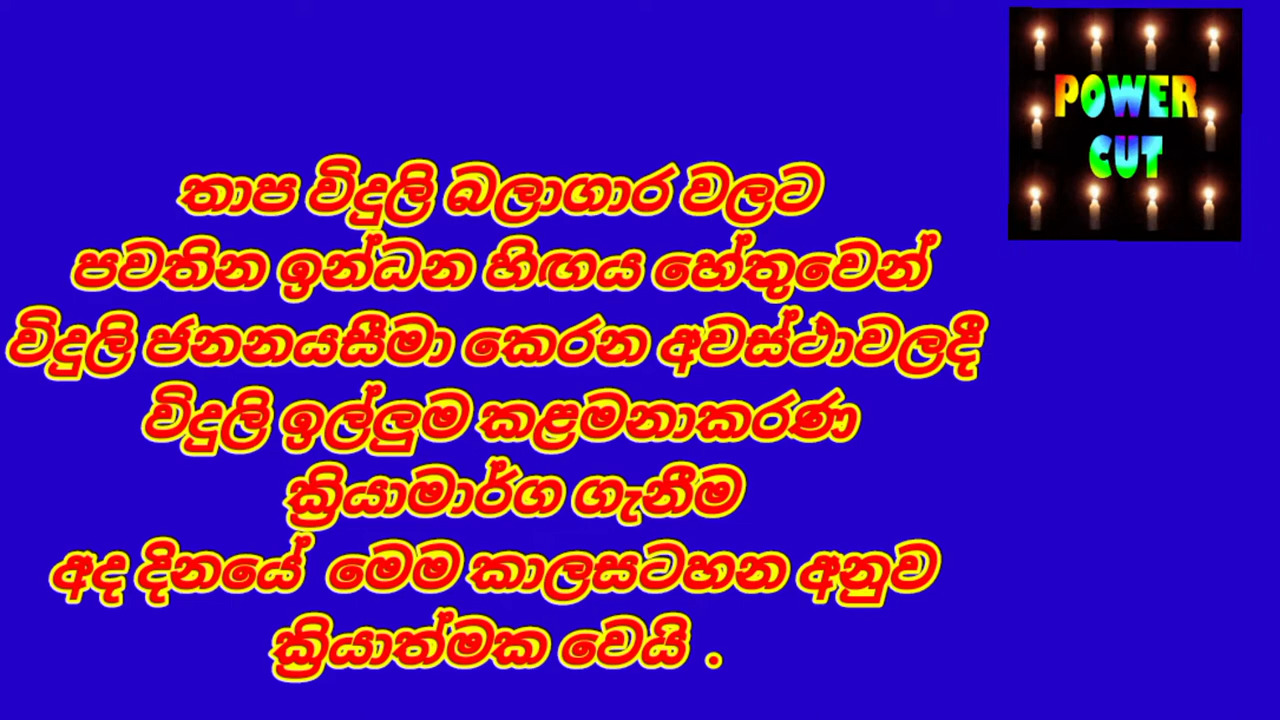 POWER
CUT
තාප විදුලි බලාගාර වලට
පවතින ඉන්ධන හිඟය හේතුවෙන්
විදුලි ජනනයසීමා කෙරන අවස්ථාවලදී
විදුලි ඉල්ලුම කළමනාකරණ
ක්‍රියාමාර්ග ගැනීම
අද දිනයේ මෙම කාලසටහන අනුව
ක්‍රියාත්මක වෙයි .